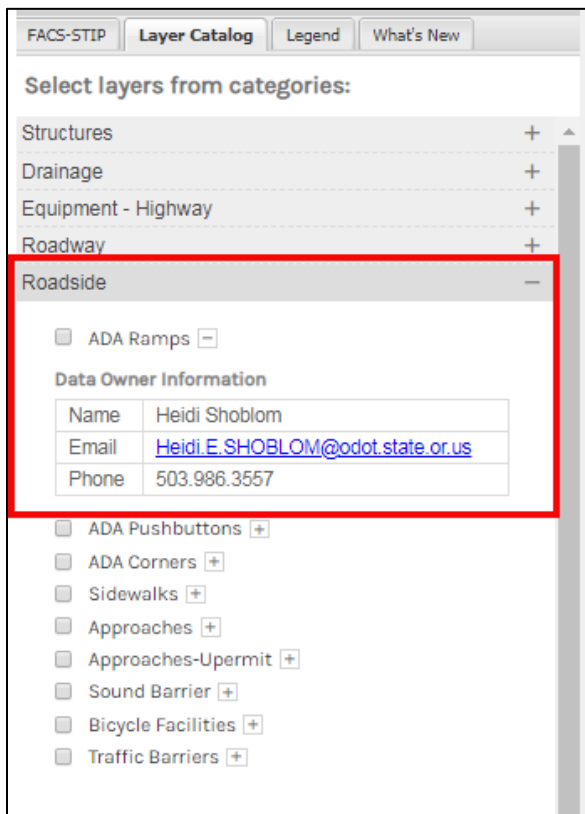 FACS-STIP Layer Catalog Legend What's New
Select layers from categories:
Structures +
Drainage +
Equipment - Highway +
Roadway +
Roadside −
ADA Ramps −
Data Owner Information
Name Heidi Shoblom
Email Heidi.E.SHOBLOM@odot.state.or.us
Phone 503.986.3557
ADA Pushbuttons +
ADA Corners +
Sidewalks +
Approaches +
Approaches-Upermit +
Sound Barrier +
Bicycle Facilities +
Traffic Barriers +